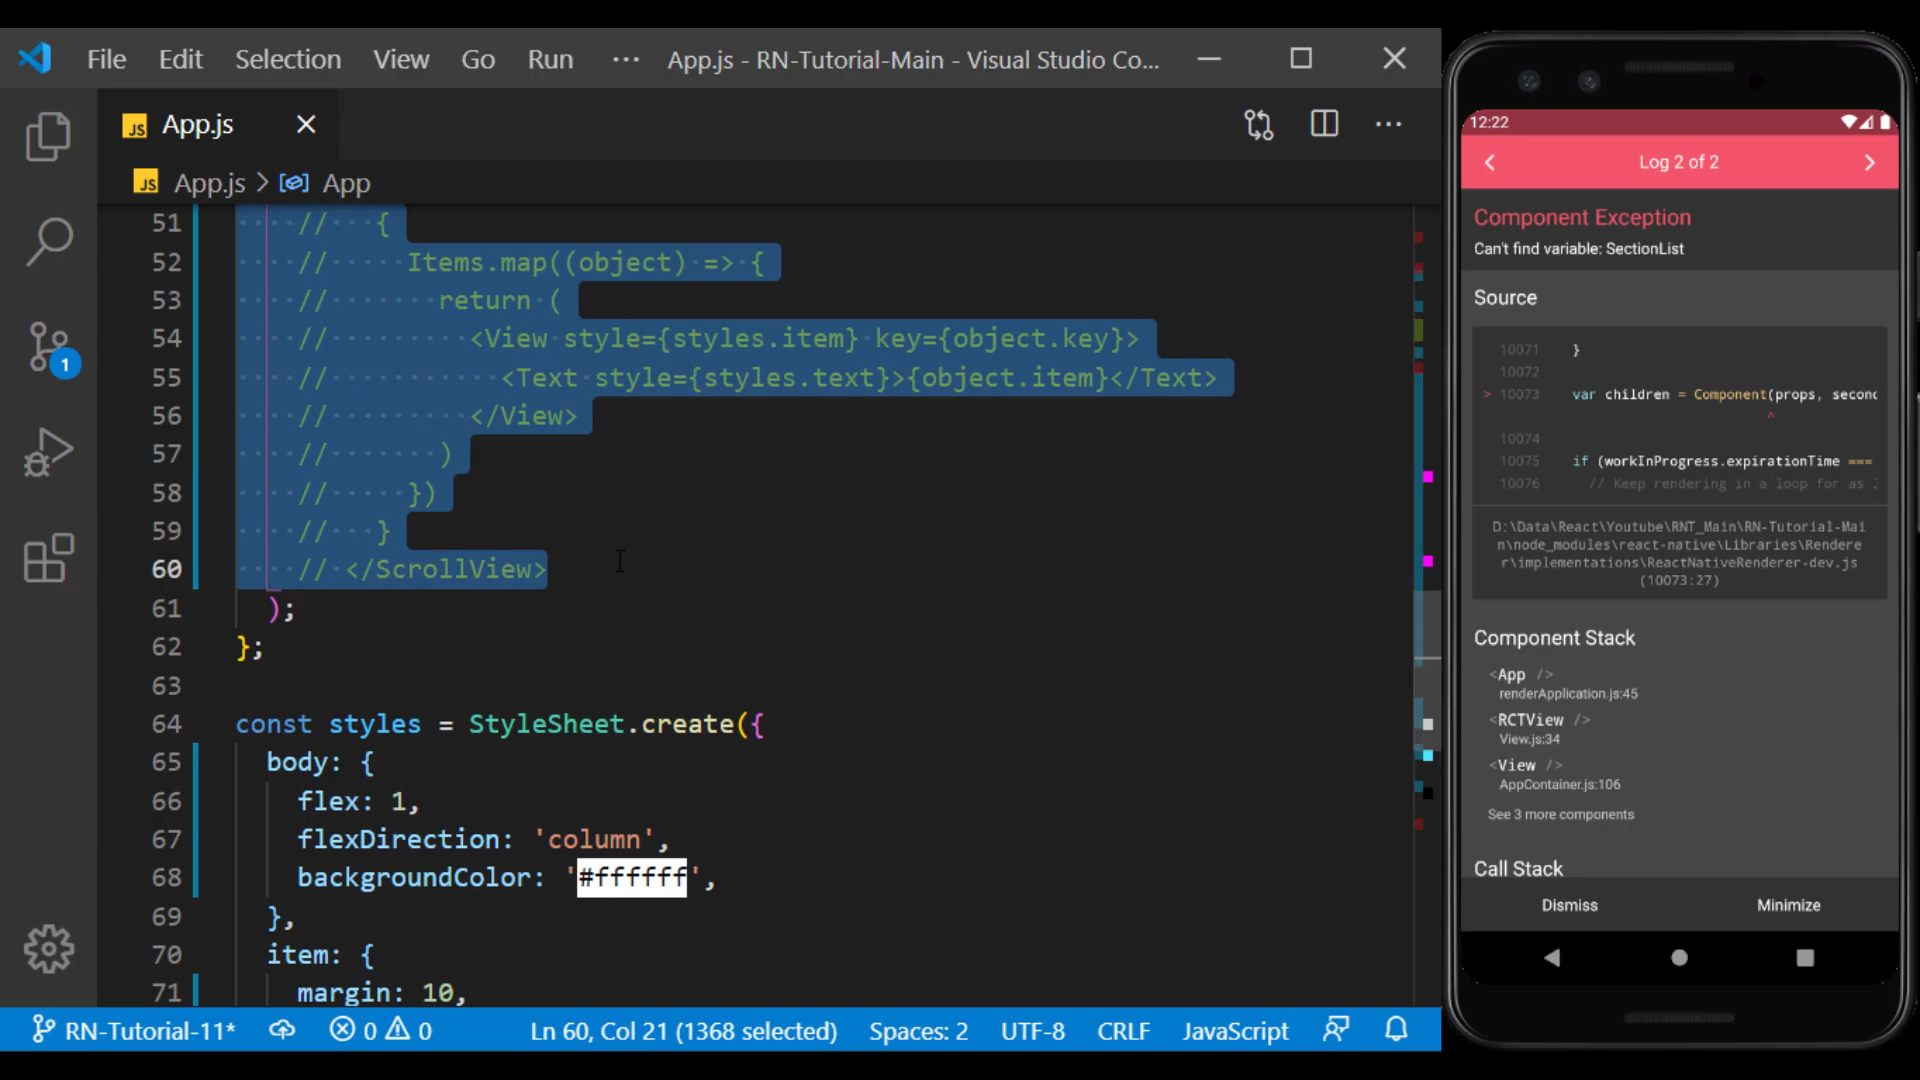 File Edit Selection View Go Run ··· App.js - RN-Tutorial-Main - Visual Studio Co...
JS App.js
JS App.js > App
51 // {
52 // Items.map((object) => {
53 // return (
54 // <View style={styles.item} key={object.key}>
55 // <Text style={styles.text}>{object.item}</Text>
56 // </View>
57 // )
58 // })
59 // }
60 // </ScrollView>
61 );
62 };
63
64 const styles = StyleSheet.create({
65 body: {
66 flex: 1,
67 flexDirection: 'column',
68 backgroundColor: '#ffffff',
69 },
70 item: {
71 margin: 10,
1
RN-Tutorial-11* 0 0 Ln 60, Col 21 (1368 selected) Spaces: 2 UTF-8 CRLF JavaScript
12:22
Log 2 of 2
Component Exception
Can't find variable: SectionList
Source
10071 }
10072
> 10073 var children = Component(props, secon
^
10074
10075 if (workInProgress.expirationTime ===
10076 // Keep rendering in a loop for as
D:\Data\React\Youtube\RNT_Main\RN-Tutorial-Mai
n\node_modules\react-native\Libraries\Rendere
r\implementations\ReactNativeRenderer-dev.js
(10073:27)
Component Stack
<App />
renderApplication.js:45
<RCTView />
View.js:34
<View />
AppContainer.js:106
See 3 more components
Call Stack
Dismiss Minimize